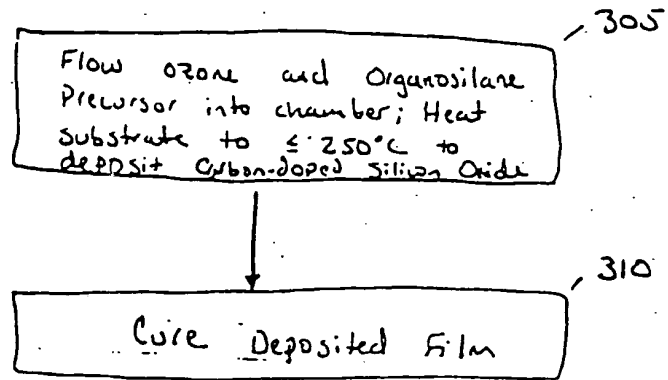 305
Flow ozone and Organosilane
Precursor into chamber; Heat
substrate to ≤ 250°C to
deposit Carbon-doped Silicon Oxide
310
Cure Deposited Film